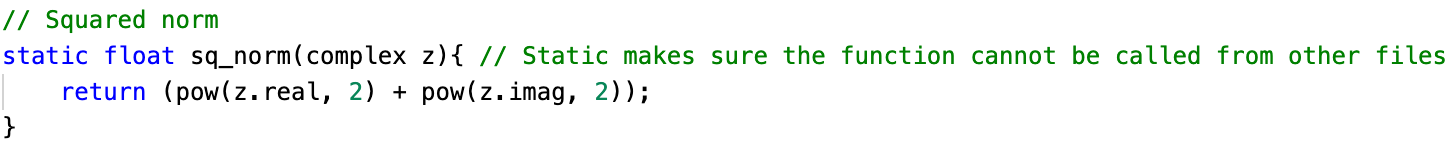 // Squared norm
static float sq_norm(complex z){ // Static makes sure the function cannot be called from other files
    return (pow(z.real, 2) + pow(z.imag, 2));
}